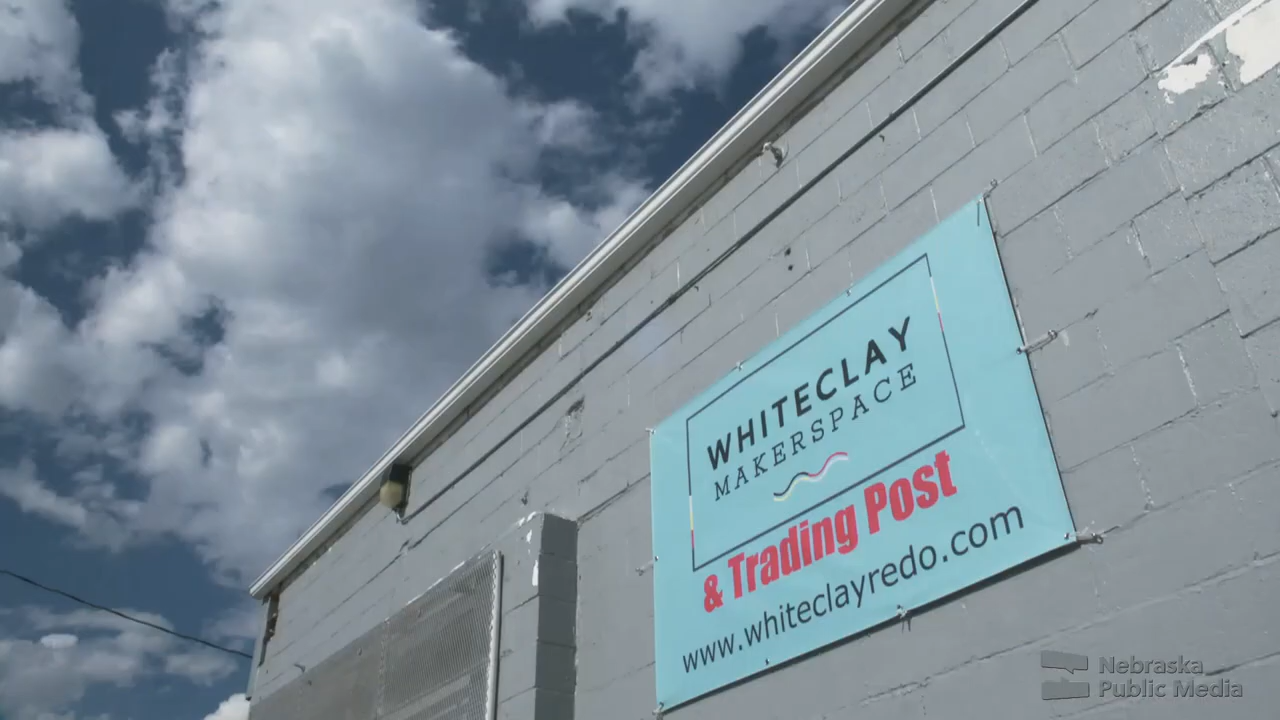 WHITECLAY
MAKERSPACE
& Trading Post
www.whiteclayredo.com
Nebraska
Public Media